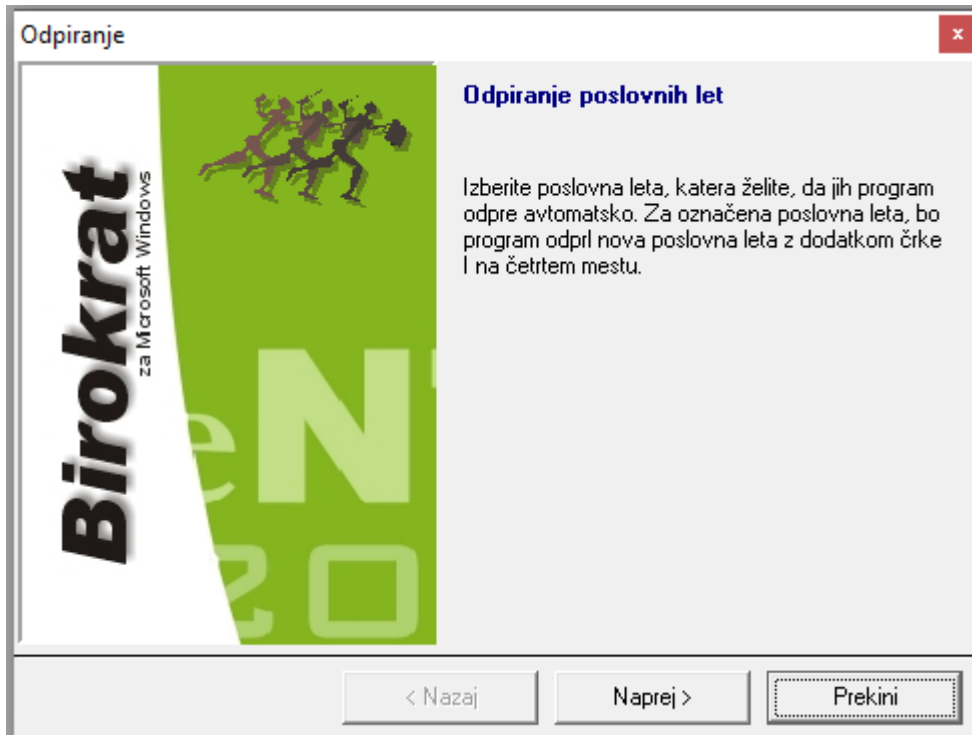 Odpiranje
x
Birokrat
za Microsoft Windows
eN
20
Odpiranje poslovnih let
Izberite poslovna leta, katera želite, da jih program
odpre avtomatsko. Za označena poslovna leta, bo
program odprl nova poslovna leta z dodatkom črke
I na četrtem mestu.
< Nazaj
Naprej >
Prekini